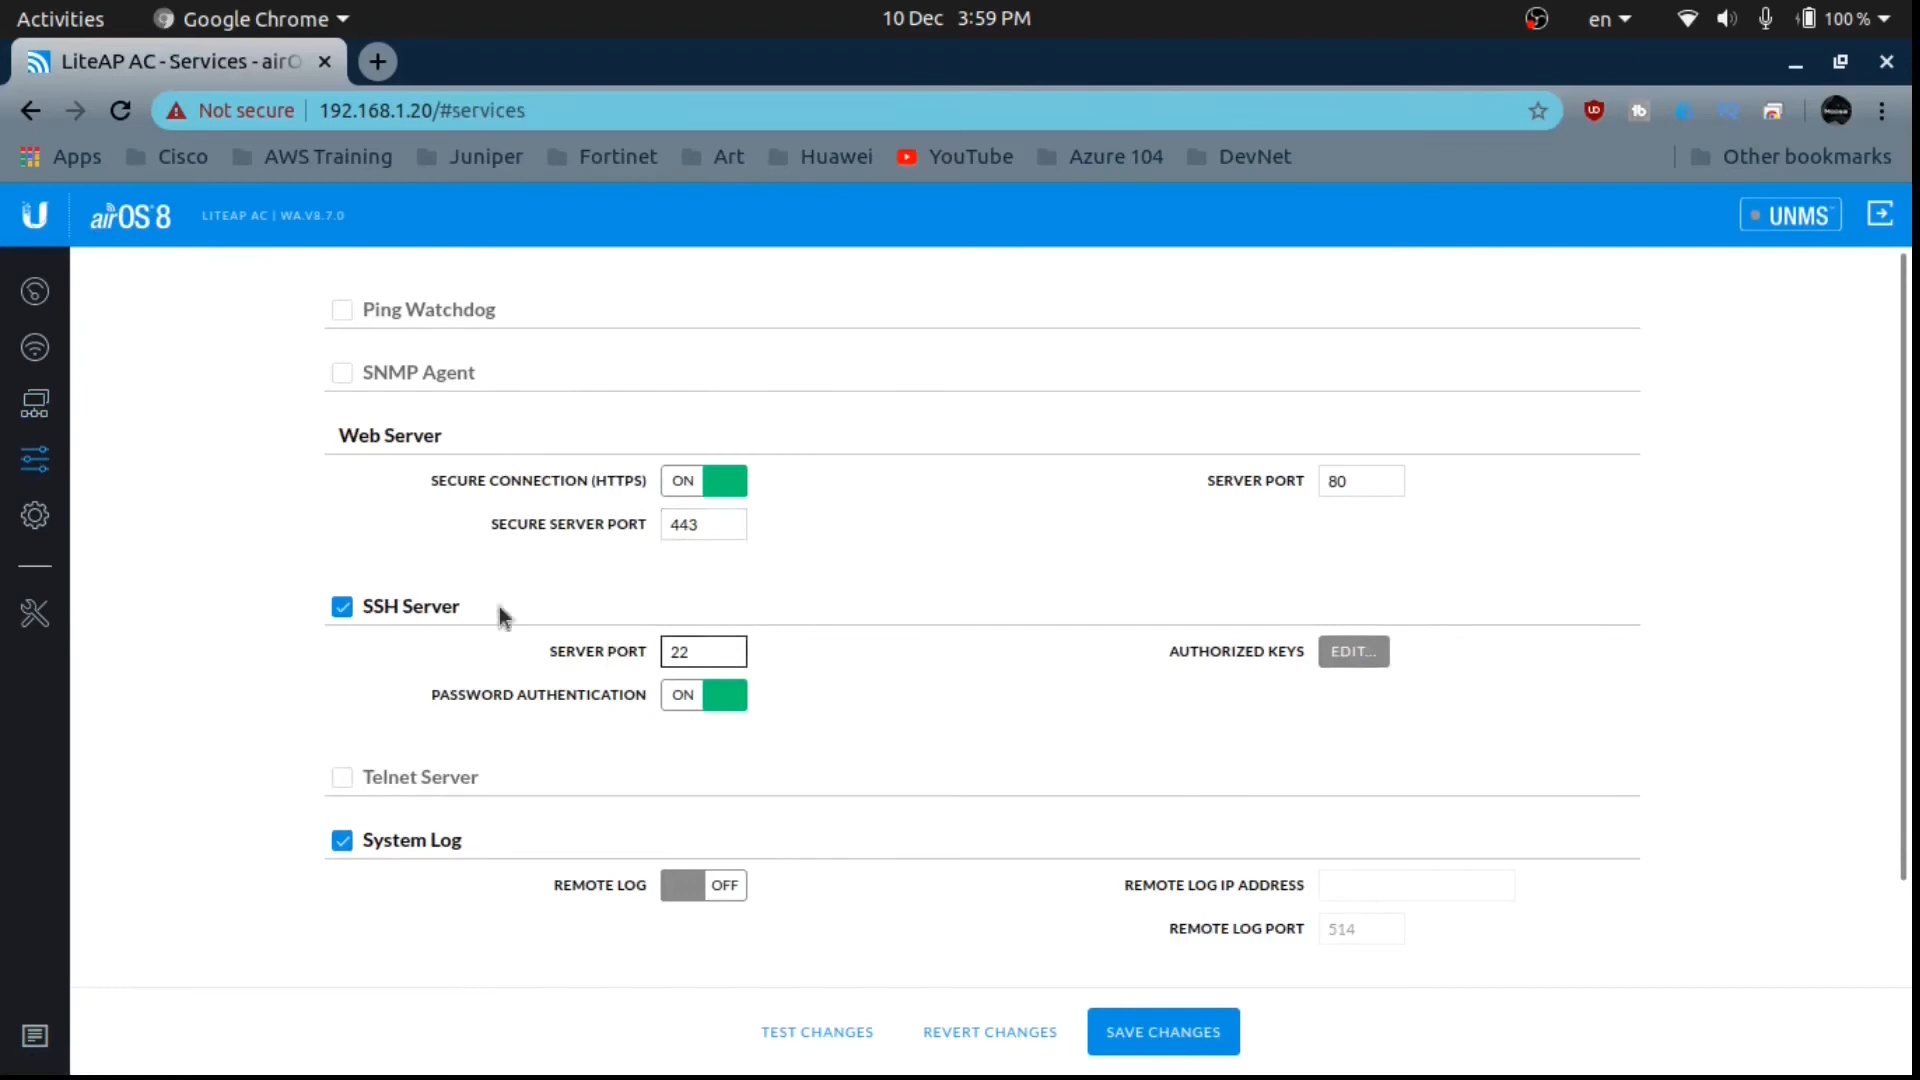 Activities Google Chrome 10 Dec 3:59 PM en 100 %
LiteAP AC - Services - airO
Not secure 192.168.1.20/#services
Apps Cisco AWS Training Juniper Fortinet Art Huawei YouTube Azure 104 DevNet Other bookmarks
airOS 8 LITEAP AC | WA.V8.7.0 UNMS
Ping Watchdog
SNMP Agent
Web Server
SECURE CONNECTION (HTTPS) ON SERVER PORT 80
SECURE SERVER PORT 443
SSH Server
SERVER PORT 22 AUTHORIZED KEYS EDIT...
PASSWORD AUTHENTICATION ON
Telnet Server
System Log
REMOTE LOG OFF REMOTE LOG IP ADDRESS
REMOTE LOG PORT 514
TEST CHANGES REVERT CHANGES SAVE CHANGES